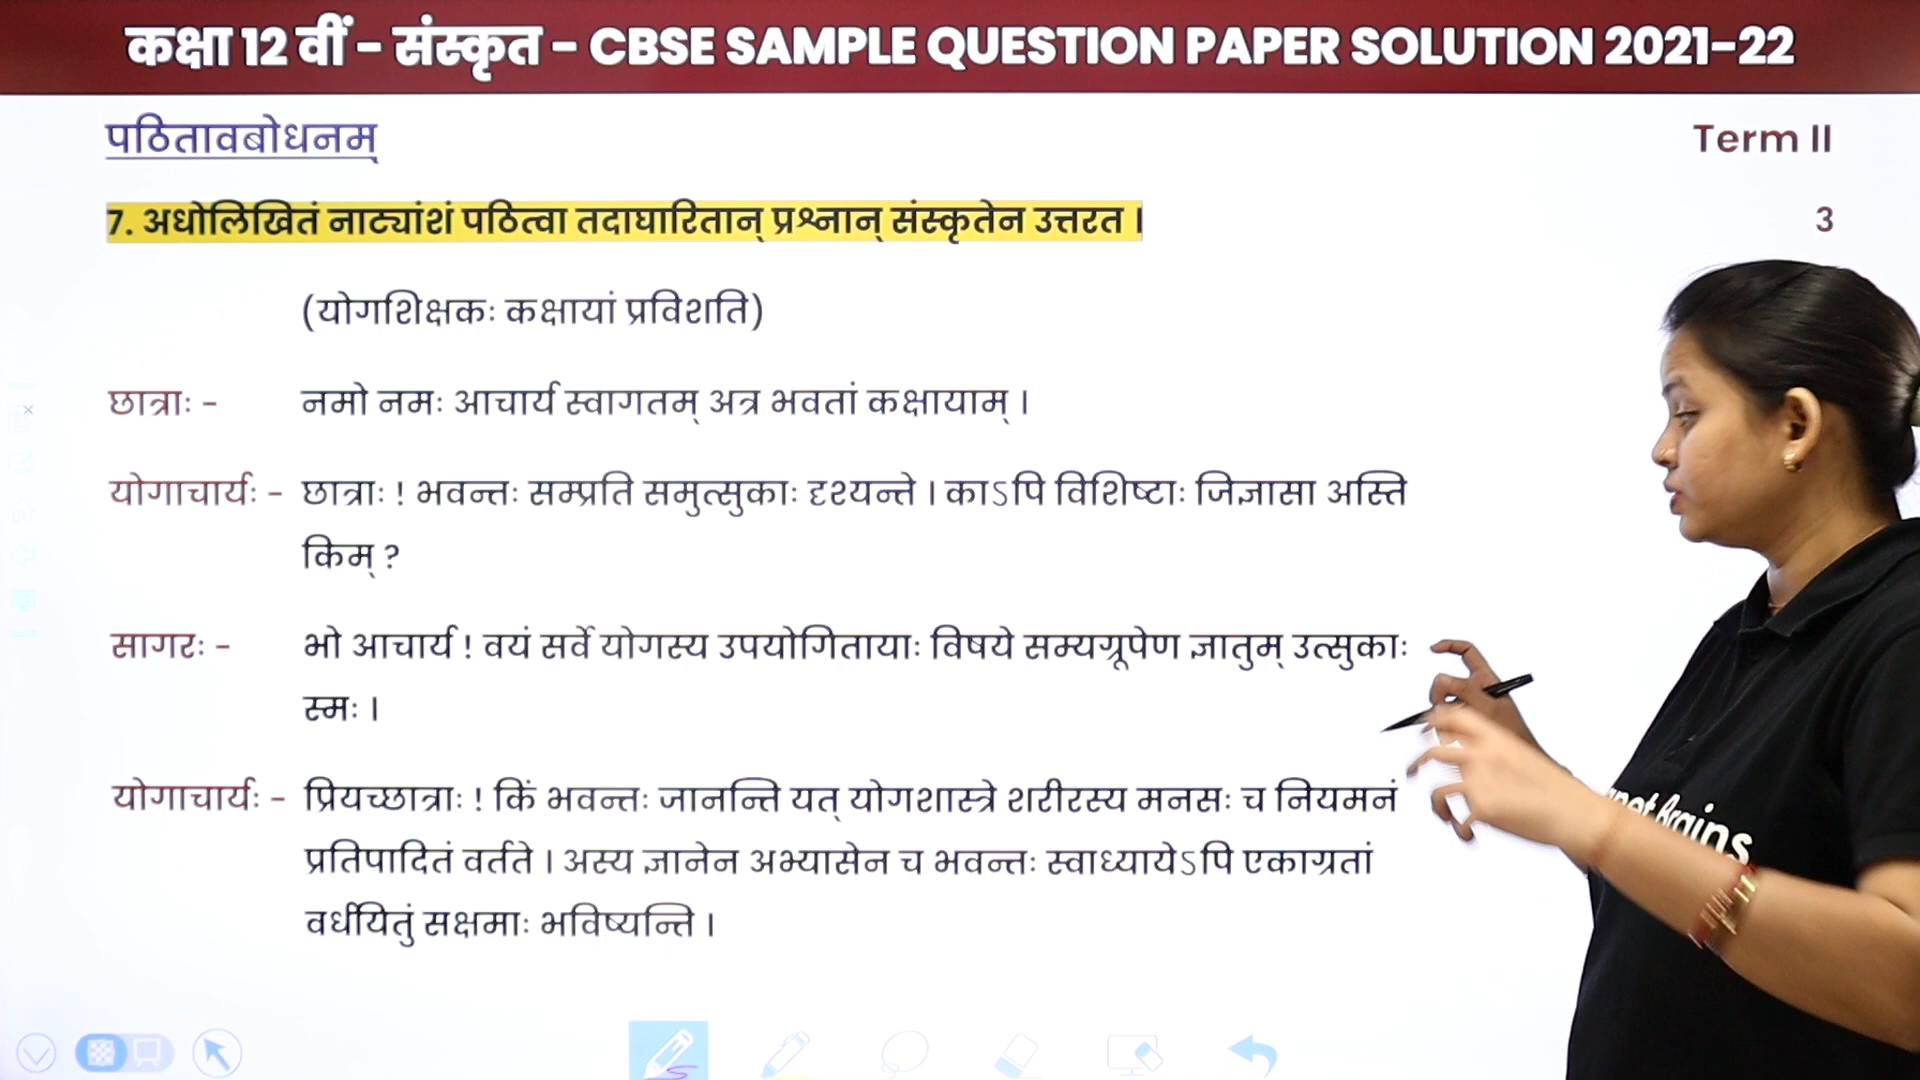 कक्षा 12 वीं - संस्कृत - CBSE SAMPLE QUESTION PAPER SOLUTION 2021-22
पठितावबोधनम्
Term II
7. अधोलिखितं नाट्यांशं पठित्वा तदाघारितान् प्रश्नान् संस्कृतेन उत्तरत ।
3
(योगशिक्षकः कक्षायां प्रविशति)
छात्राः - नमो नमः आचार्य स्वागतम् अत्र भवतां कक्षायाम् ।
योगाचार्यः - छात्राः ! भवन्तः सम्प्रति समुत्सुकाः दृश्यन्ते । काऽपि विशिष्टाः जिज्ञासा अस्ति
किम् ?
सागरः - भो आचार्य ! वयं सर्वे योगस्य उपयोगितायाः विषये सम्यग्रूपेण ज्ञातुम् उत्सुकाः
स्मः ।
योगाचार्यः - प्रियच्छात्राः ! किं भवन्तः जानन्ति यत् योगशास्त्रे शरीरस्य मनसः च नियमनं
प्रतिपादितं वर्तते । अस्य ज्ञानेन अभ्यासेन च भवन्तः स्वाध्यायेऽपि एकाग्रतां
वर्धयितुं सक्षमाः भविष्यन्ति ।
Brains